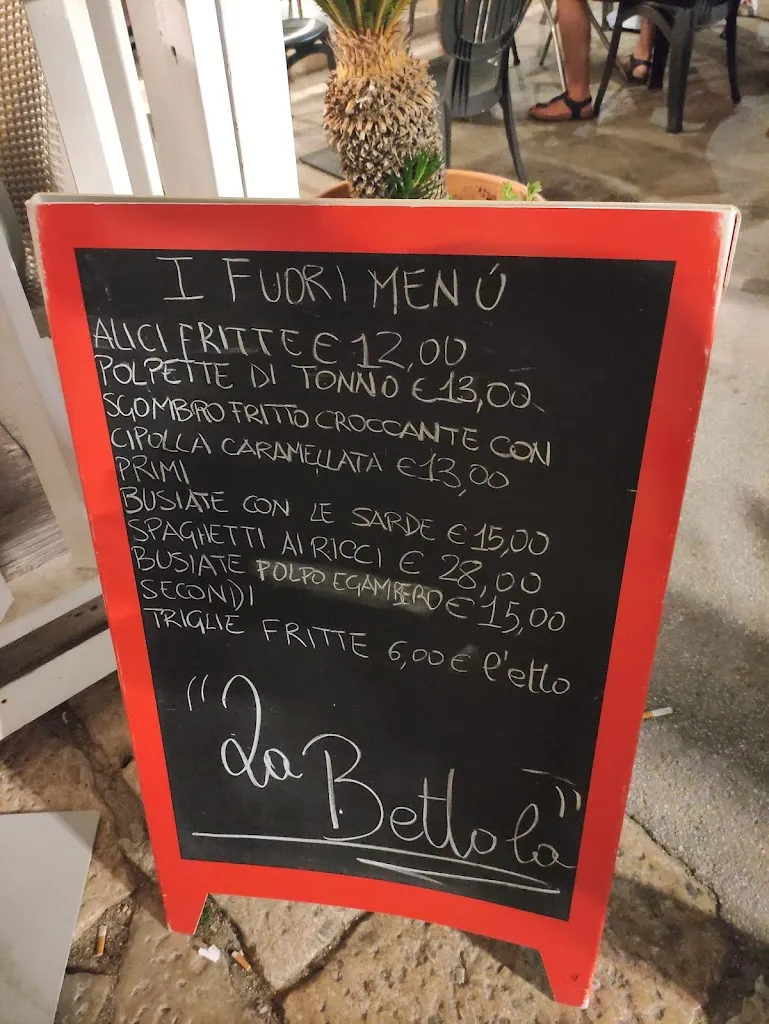 I FUORI MENÚ
ALICI FRITTE € 12,00
POLPETTE DI TONNO €13,00
SGOMBRO FRITTO CROCCANTE CON
CIPOLLA CARAMELLATA €13,00
PRIMI
BUSIATE CON LE SARDE €15,00
SPAGHETTI AI RICCI € 28,00
BUSIATE POLPO E GAMBERO €15,00
SECONDI
TRIGLIE FRITTE 6,00€ l'etto
"La Bettola"